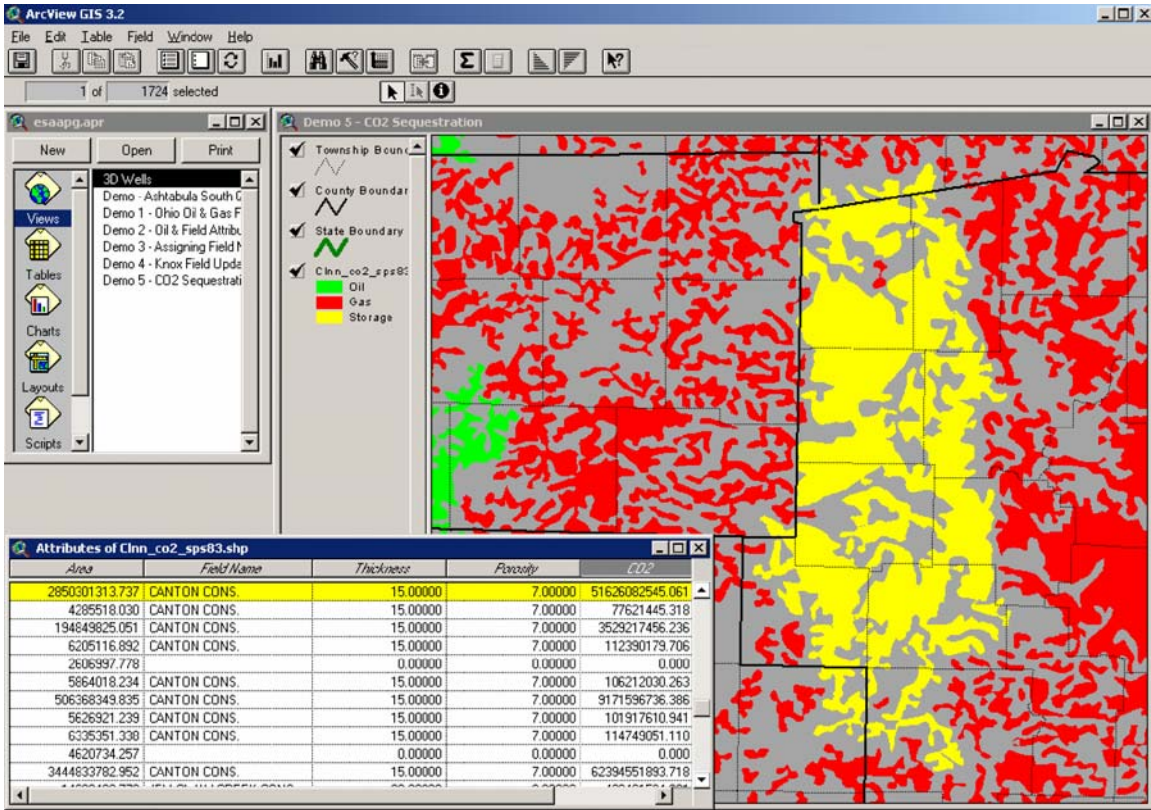 ArcView GIS 3.2
File Edit Table Field Window Help
1 of 1724 selected
esaapg.apr
New Open Print
Views
Tables
Charts
Layouts
Scripts
3D Wells
Demo - Ashtabula South G
Demo 1 - Ohio Oil & Gas F
Demo 2 - Oil & Field Attribu
Demo 3 - Assigning Field N
Demo 4 - Knox Field Upda
Demo 5 - CO2 Sequestrati
Demo 5 - CO2 Sequestration
Township Boun
County Boundar
State Boundary
Clnn_co2_sps83
Oil
Gas
Storage
Attributes of Clnn_co2_sps83.shp
Area Field Name Thickness Porosity CO2
2850301313.737 CANTON CONS. 15.00000 7.00000 51626082545.061
4285518.030 CANTON CONS. 15.00000 7.00000 77621445.318
194849825.051 CANTON CONS. 15.00000 7.00000 3529217456.236
6205116.892 CANTON CONS. 15.00000 7.00000 112390179.706
2606997.778 0.00000 0.00000 0.000
5864018.234 CANTON CONS. 15.00000 7.00000 106212030.263
506368349.835 CANTON CONS. 15.00000 7.00000 9171596736.386
5626921.239 CANTON CONS. 15.00000 7.00000 101917610.941
6335351.338 CANTON CONS. 15.00000 7.00000 114749051.110
4620734.257 0.00000 0.00000 0.000
3444833782.952 CANTON CONS. 15.00000 7.00000 62394551893.718